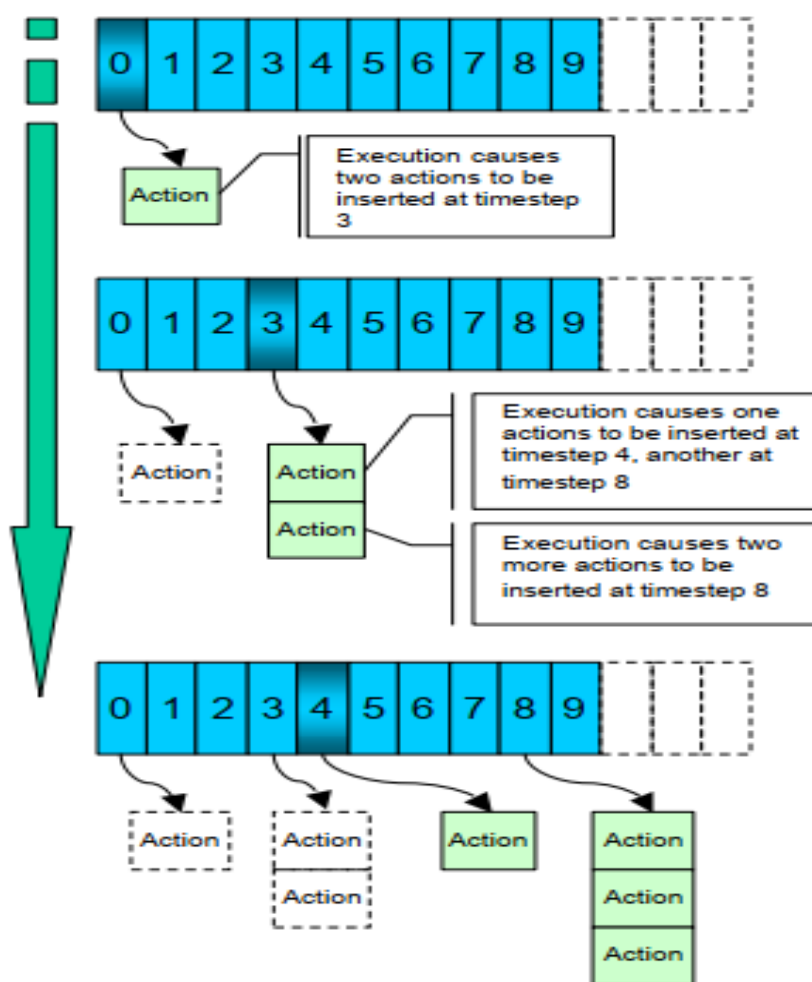 0 1 2 3 4 5 6 7 8 9
Action
Execution causes
two actions to be
inserted at timestep
3
0 1 2 3 4 5 6 7 8 9
Action
Action
Action
Execution causes one
actions to be inserted at
timestep 4, another at
timestep 8
Execution causes two
more actions to be
inserted at timestep 8
0 1 2 3 4 5 6 7 8 9
Action
Action
Action
Action
Action
Action
Action